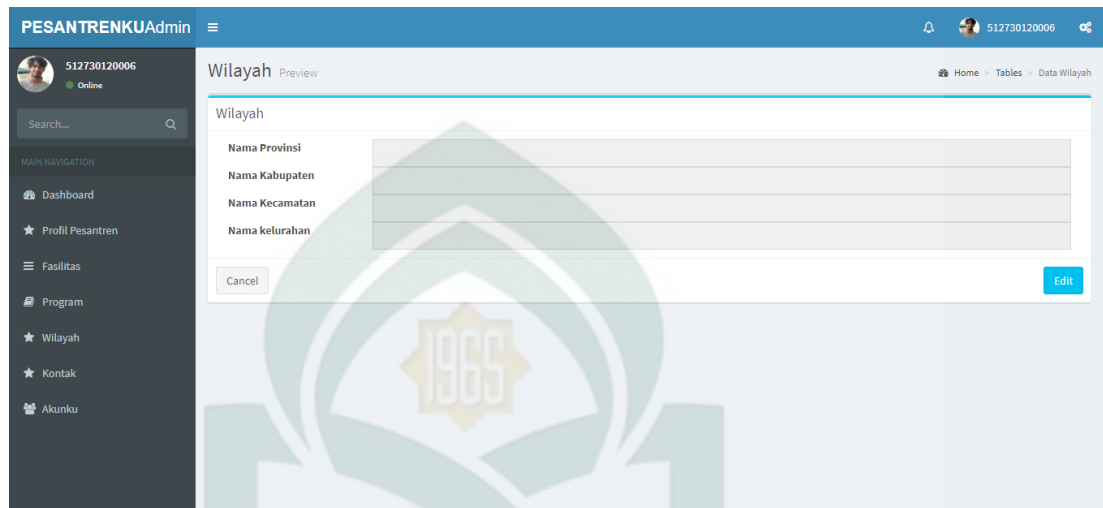 PESANTRENKUAdmin
512730120006
512730120006
Online
Search...
MAIN NAVIGATION
Dashboard
Profil Pesantren
Fasilitas
Program
Wilayah
Kontak
Akunku
Wilayah Preview
Home > Tables > Data Wilayah
Wilayah
Nama Provinsi
Nama Kabupaten
Nama Kecamatan
Nama kelurahan
Cancel
Edit
1965